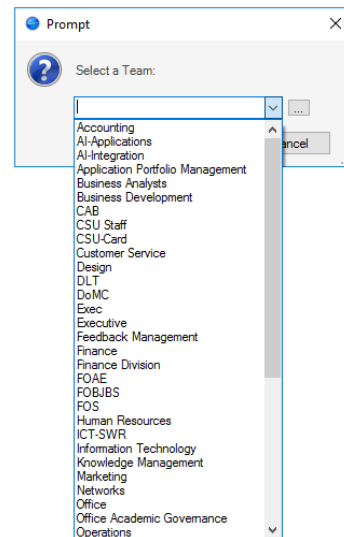 Prompt
Select a Team:
...
ancel
Accounting
AI-Applications
AI-Integration
Application Portfolio Management
Business Analysts
Business Development
CAB
CSU Staff
CSU-Card
Customer Service
Design
DLT
DoMC
Exec
Executive
Feedback Management
Finance
Finance Division
FOAE
FOBJBS
FOS
Human Resources
ICT-SWR
Information Technology
Knowledge Management
Marketing
Networks
Office
Office Academic Governance
Operations